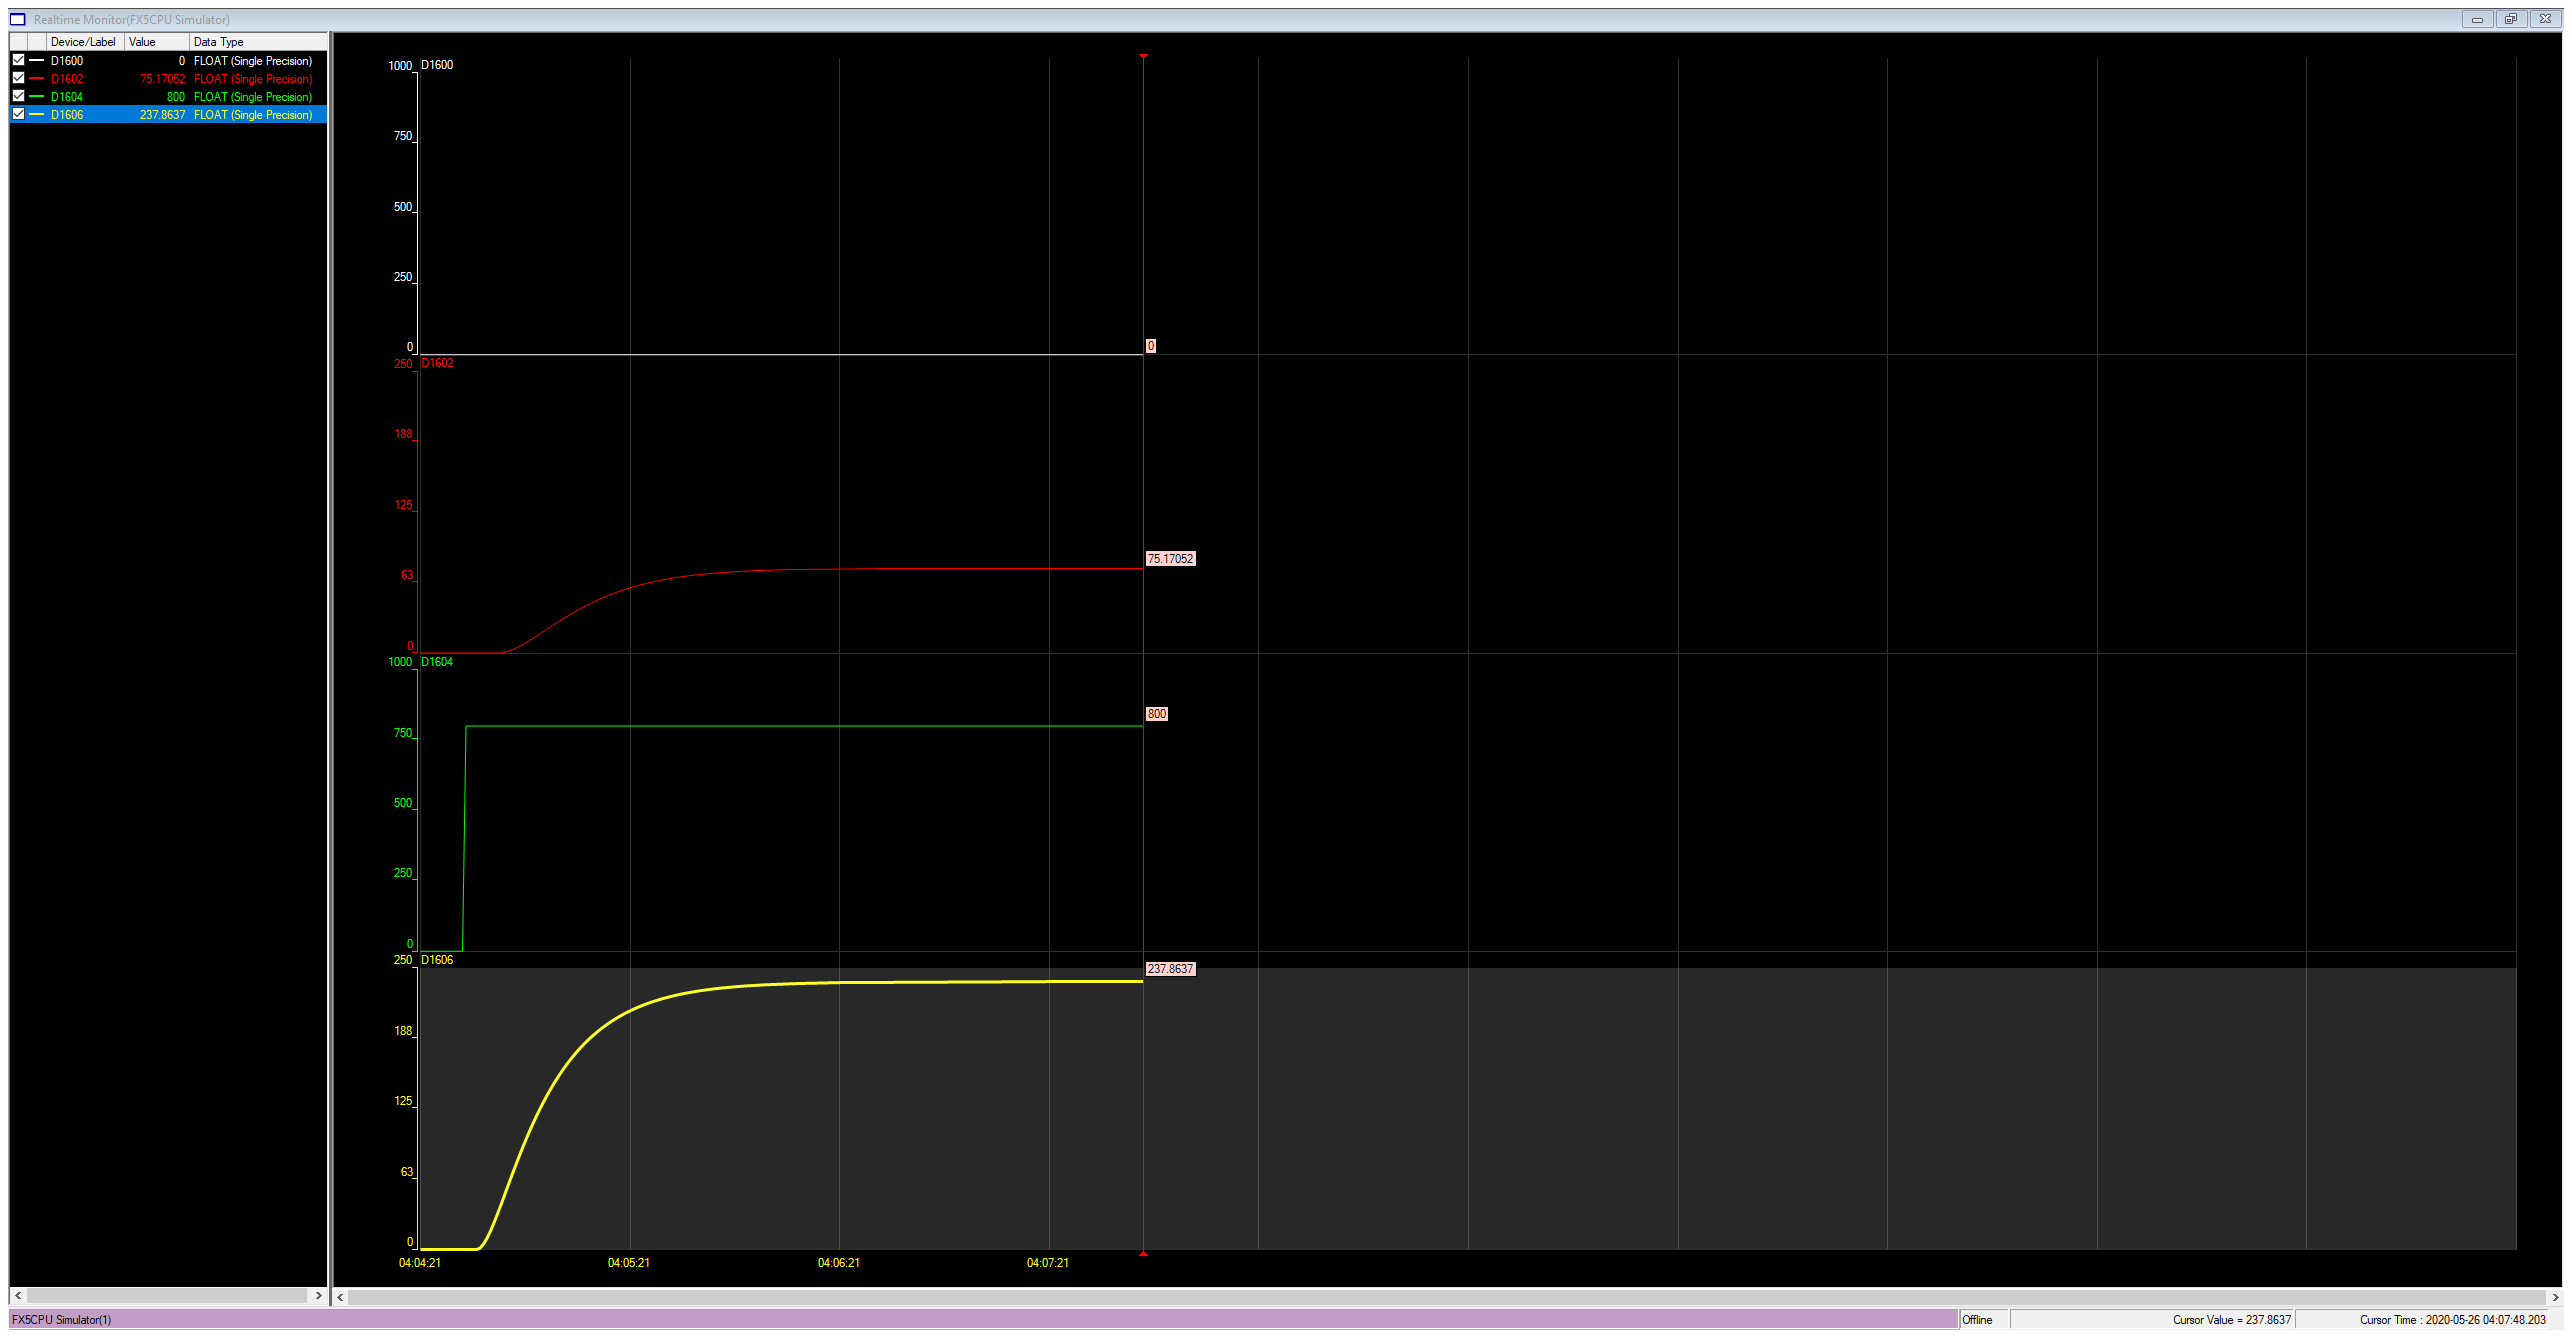 Realtime Monitor(FX5CPU Simulator)
Device/Label Value Data Type
D1600 0 FLOAT (Single Precision)
D1602 75.17052 FLOAT (Single Precision)
D1604 800 FLOAT (Single Precision)
D1606 237.8637 FLOAT (Single Precision)
1000 D1600
750
500
250
0 0
250 D1602
188
125
75.17052
63
0
1000 D1604
800
750
500
250
0
250 D1606
237.8637
188
125
63
0
04:04:21 04:05:21 04:06:21 04:07:21
FX5CPU Simulator(1) Offline Cursor Value = 237.8637 Cursor Time : 2020-05-26 04:07:48.203